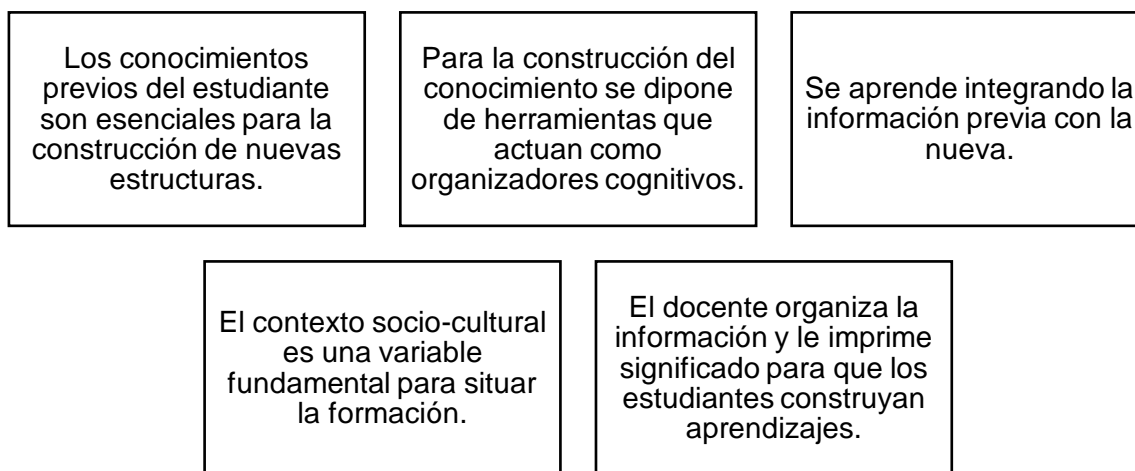 Los conocimientos
previos del estudiante
son esenciales para la
construcción de nuevas
estructuras.
Para la construcción del
conocimiento se dipone
de herramientas que
actuan como
organizadores cognitivos.
Se aprende integrando la
información previa con la
nueva.
El contexto socio-cultural
es una variable
fundamental para situar
la formación.
El docente organiza la
información y le imprime
significado para que los
estudiantes construyan
aprendizajes.